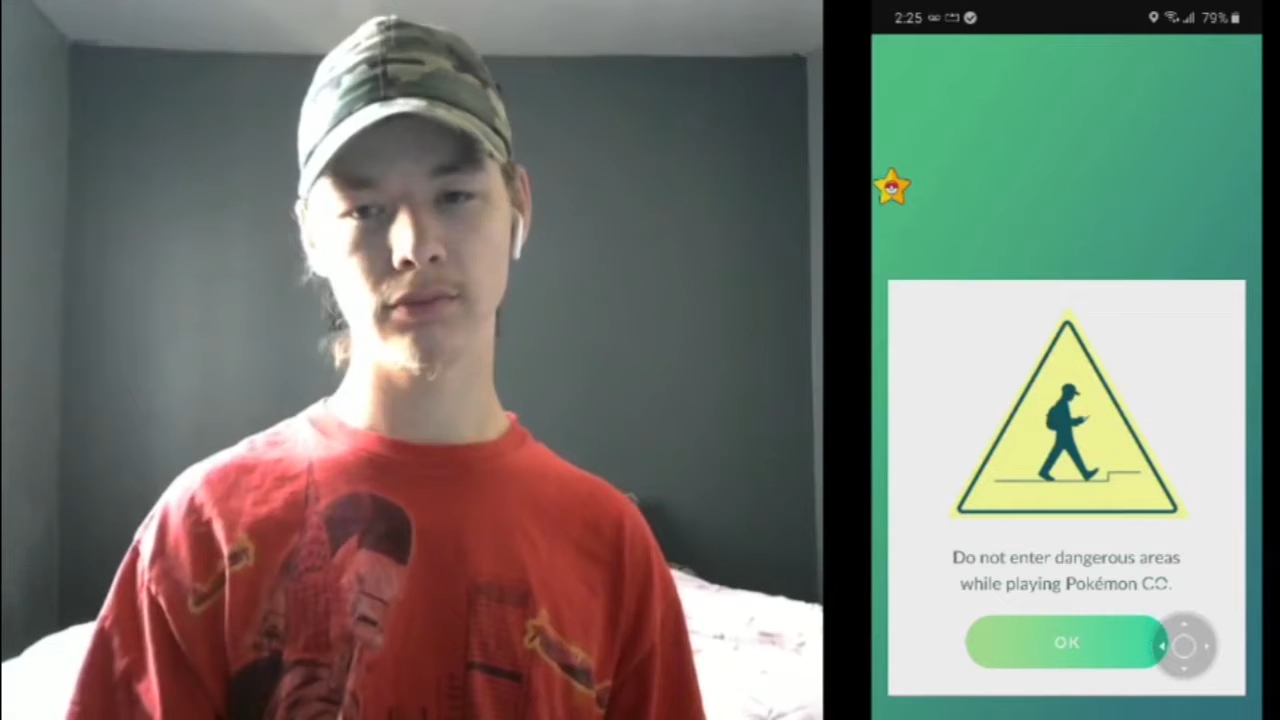 2:25
79%
Do not enter dangerous areas
while playing Pokémon GO.
OK